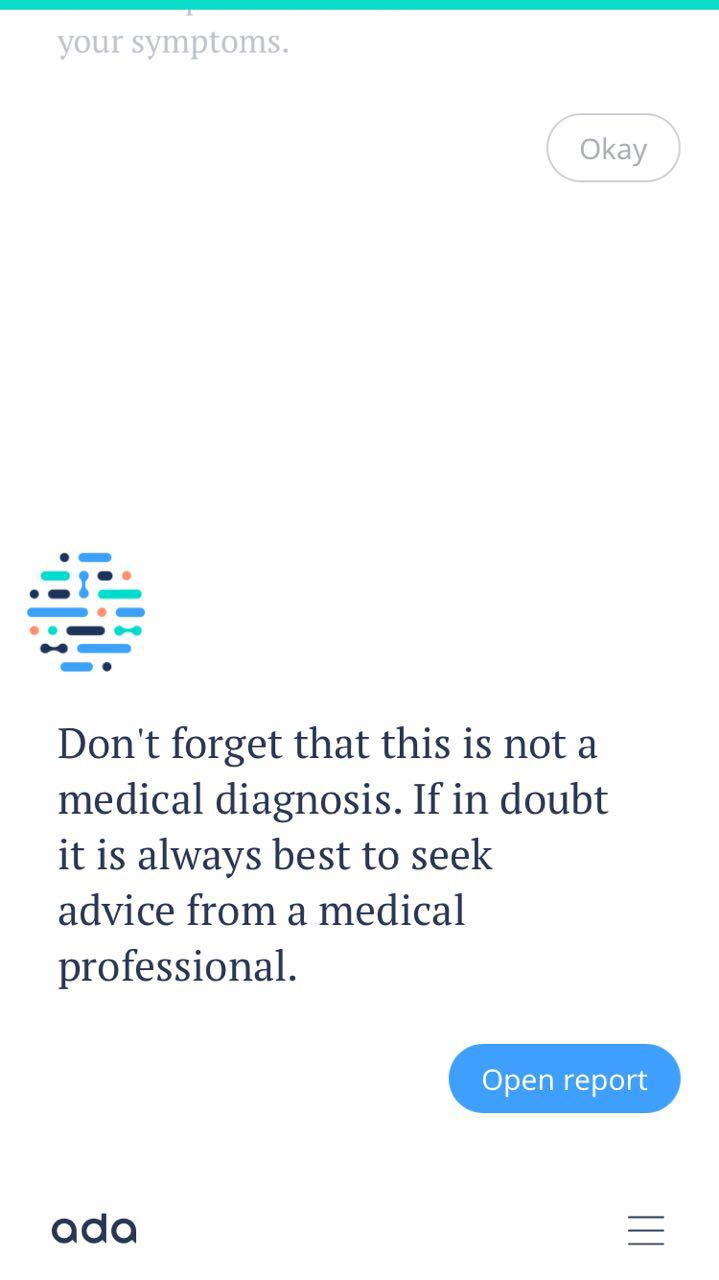 your symptoms.
Okay
Don't forget that this is not a
medical diagnosis. If in doubt
it is always best to seek
advice from a medical
professional.
Open report
ada